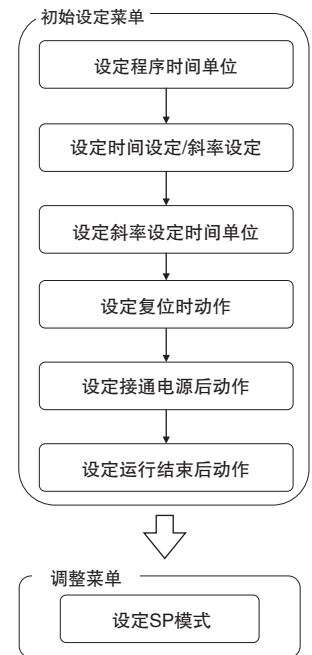 初始设定菜单
设定程序时间单位
设定时间设定/斜率设定
设定斜率设定时间单位
设定复位时动作
设定接通电源后动作
设定运行结束后动作
调整菜单
设定SP模式